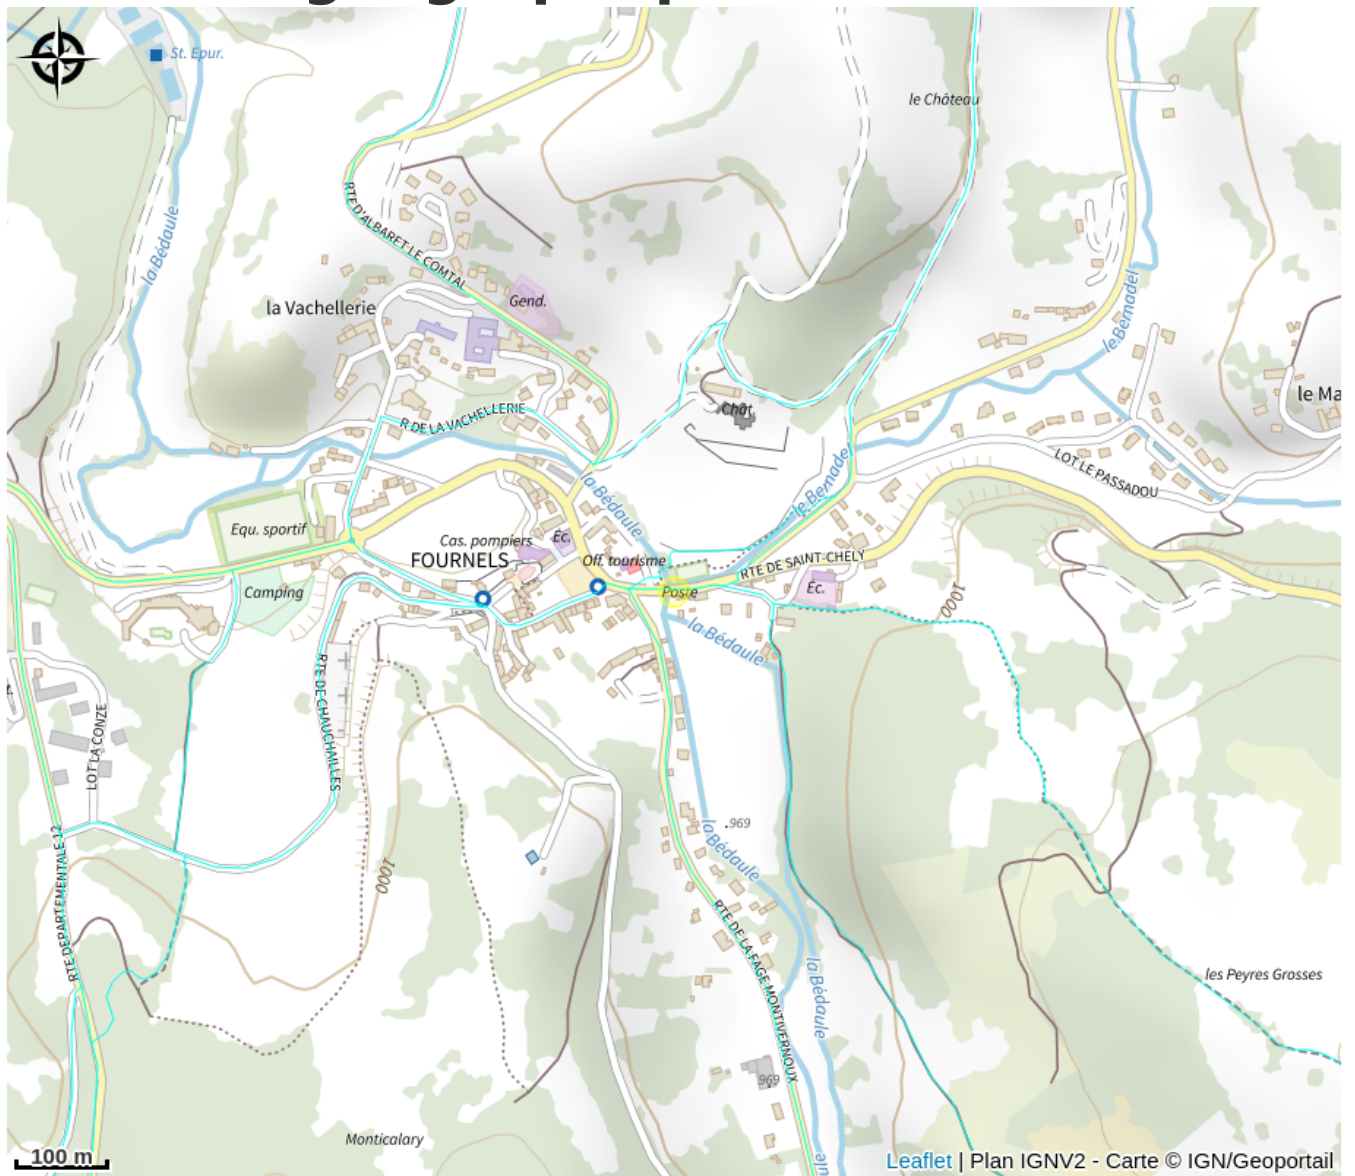 St. Epur.
le Château
la Bédaule
RTE D'ALBARET LE COMTAL
le Bernadel
Gend.
la Vachellerie
le Ma
Chât.
R DE LA VACHELLERIE
LOT LE PASSADOU
la Bédaule
le Bernadel
Equ. sportif
Cas. pompiers
Éc.
FOURNELS
Off. tourisme
RTE DE SAINT-CHELY
Camping
Poste
Éc.
1000
la Bédaule
RTE DE CHAUCHAILLES
LOT LA CONZE
969
la Bédaule
1000
RTE DEPARTEMENTALE 12
RTE DE LA FAGE MONTIVERNOUX
la Bédaule
les Peyres Grosses
969
Monticalary
100 m
Leaflet | Plan IGNV2 - Carte © IGN/Geoportail